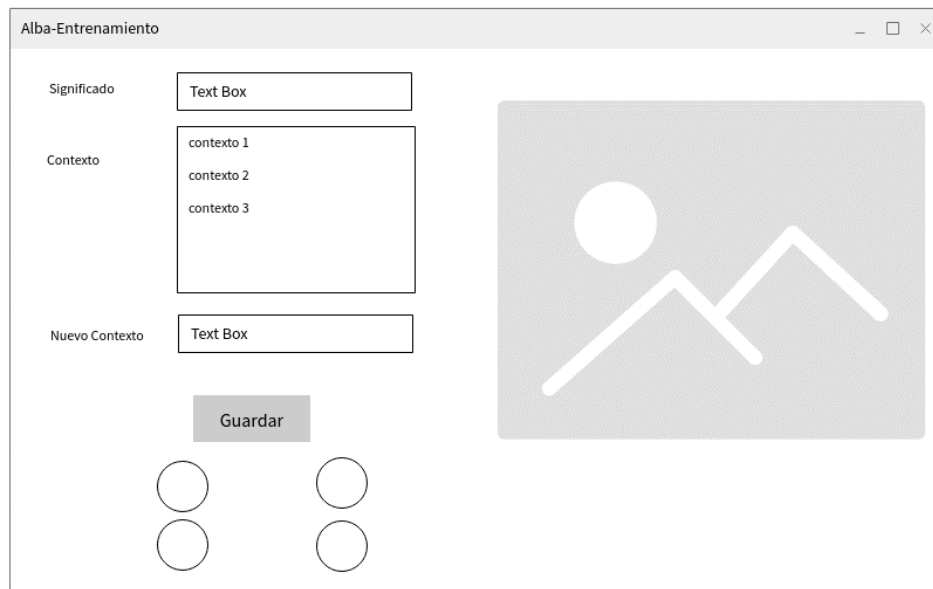 Alba-Entrenamiento
Significado
Text Box
Contexto
contexto 1
contexto 2
contexto 3
Nuevo Contexto
Text Box
Guardar